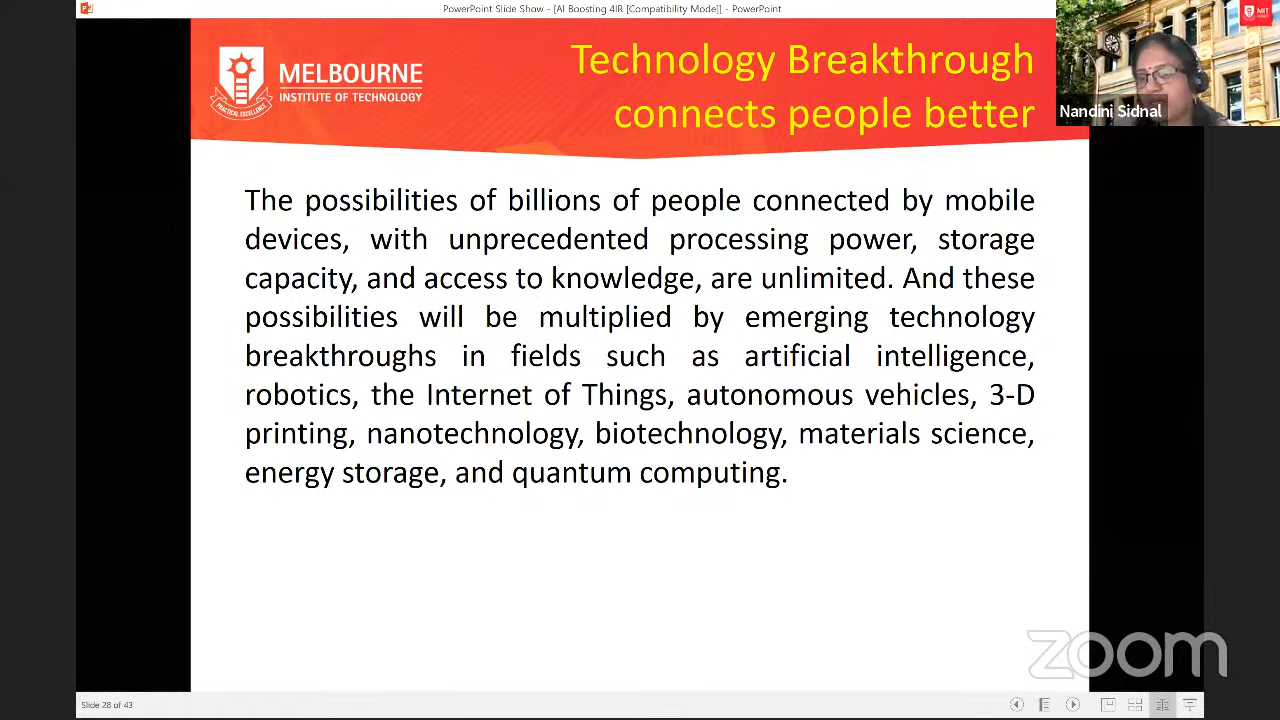 PowerPoint Slide Show - [AI Boosting 4IR [Compatibility Mode]] - PowerPoint
MIT
MELBOURNE
INSTITUTE OF TECHNOLOGY
PRACTICAL EXCELLENCE
Technology Breakthrough
connects people better
Nandini Sidnal
The possibilities of billions of people connected by mobile
devices, with unprecedented processing power, storage
capacity, and access to knowledge, are unlimited. And these
possibilities will be multiplied by emerging technology
breakthroughs in fields such as artificial intelligence,
robotics, the Internet of Things, autonomous vehicles, 3-D
printing, nanotechnology, biotechnology, materials science,
energy storage, and quantum computing.
zoom
Slide 28 of 43